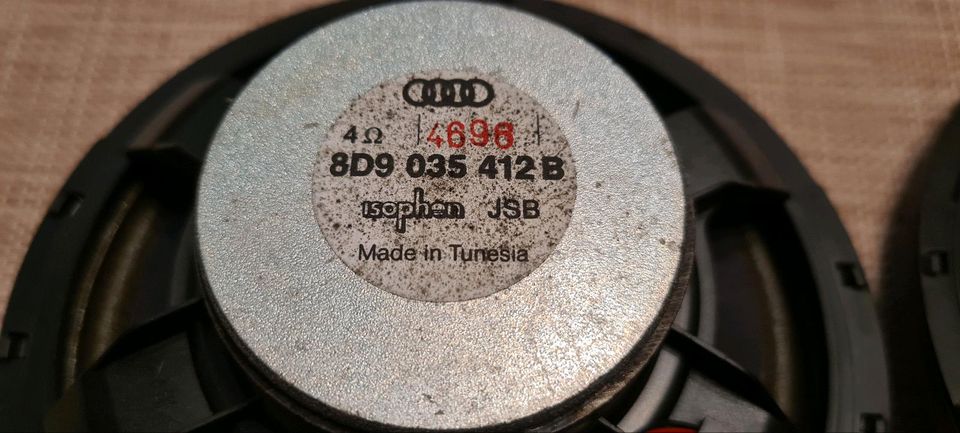 4Ω 4696
8D9 035 412 B
isophon JSB
Made in Tunesia